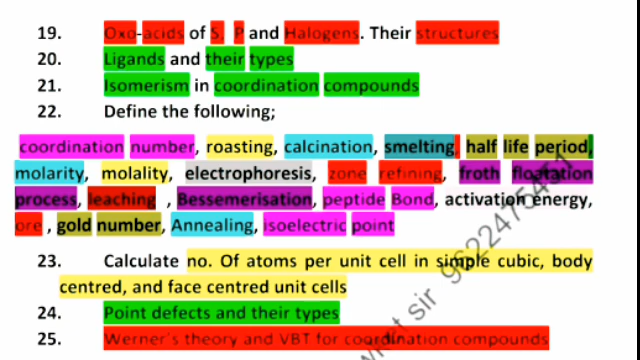 19. Oxo-acids of S, P and Halogens. Their structures
20. Ligands and their types
21. Isomerism in coordination compounds
22. Define the following;
coordination number, roasting, calcination, smelting, half life period,
molarity, molality, electrophoresis, zone refining, froth floatation
process, leaching , Bessemerisation, peptide Bond, activation energy,
ore , gold number, Annealing, isoelectric point
23. Calculate no. Of atoms per unit cell in simple cubic, body
centred, and face centred unit cells
24. Point defects and their types
25. Werner's theory and VBT for coordination compounds
sir 9622475451